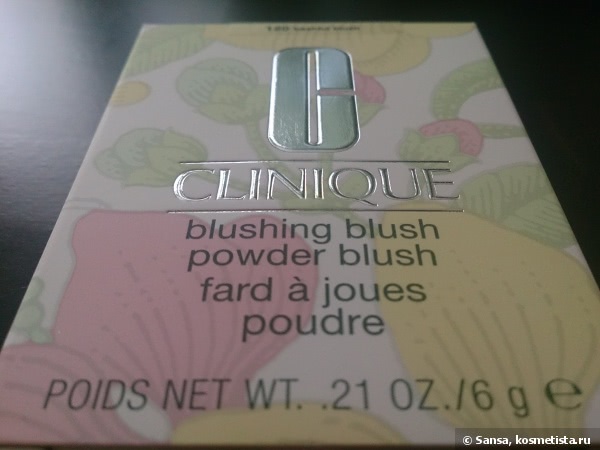 CLINIQUE
blushing blush
powder blush
fard à joues
poudre
POIDS NET WT. .21 OZ./6 g ℮
© Sansa, kosmetista.ru